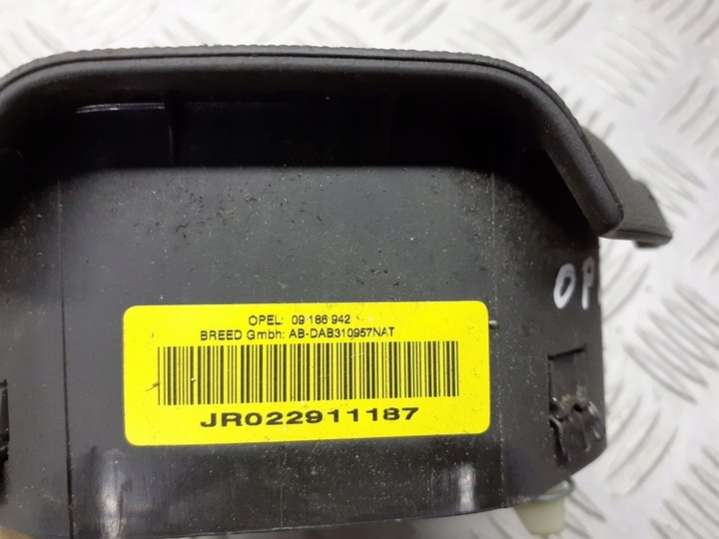 OPEL: 09 186 942
BREED Gmbh: AB-DAB310957NAT
JR022911187
OP